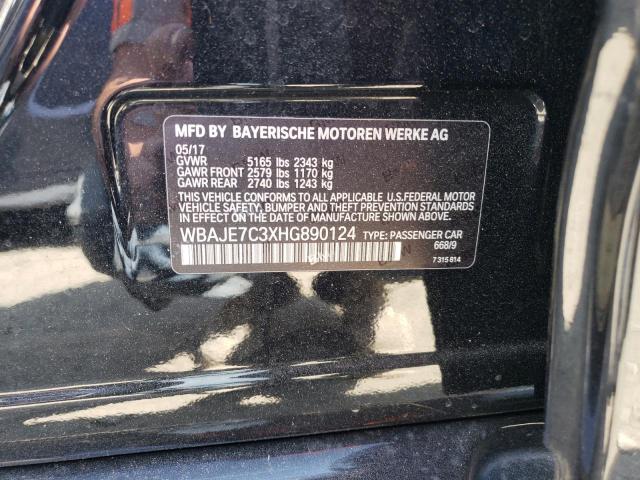 MFD BY BAYERISCHE MOTOREN WERKE AG
05/17
GVWR 5165 lbs 2343 kg
GAWR FRONT 2579 lbs 1170 kg
GAWR REAR 2740 lbs 1243 kg
THIS VEHICLE CONFORMS TO ALL APPLICABLE U.S.FEDERAL MOTOR
VEHICLE SAFETY, BUMPER AND THEFT PREVENTION STANDARDS
IN EFFECT ON THE DATE OF MANUFACTURE SHOWN ABOVE.
WBAJE7C3XHG890124 TYPE: PASSENGER CAR
668/9
7 315 814